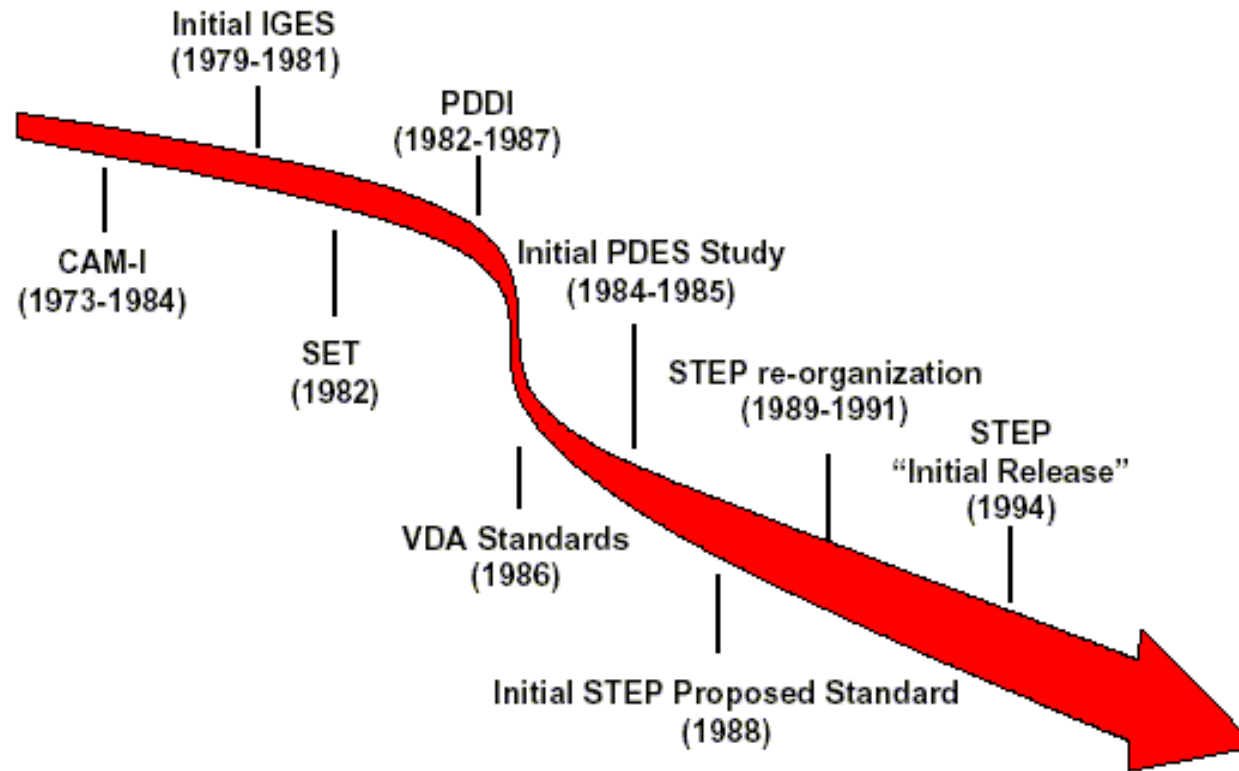 Initial IGES
(1979-1981)
PDDI
(1982-1987)
CAM-I
(1973-1984)
Initial PDES Study
(1984-1985)
SET
(1982)
STEP re-organization
(1989-1991)
STEP
“Initial Release”
(1994)
VDA Standards
(1986)
Initial STEP Proposed Standard
(1988)